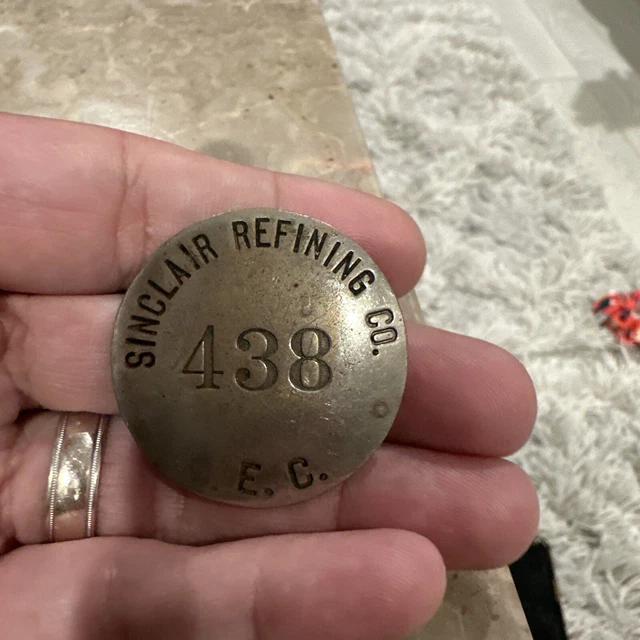 SINCLAIR REFINING CO.
438
E. C.